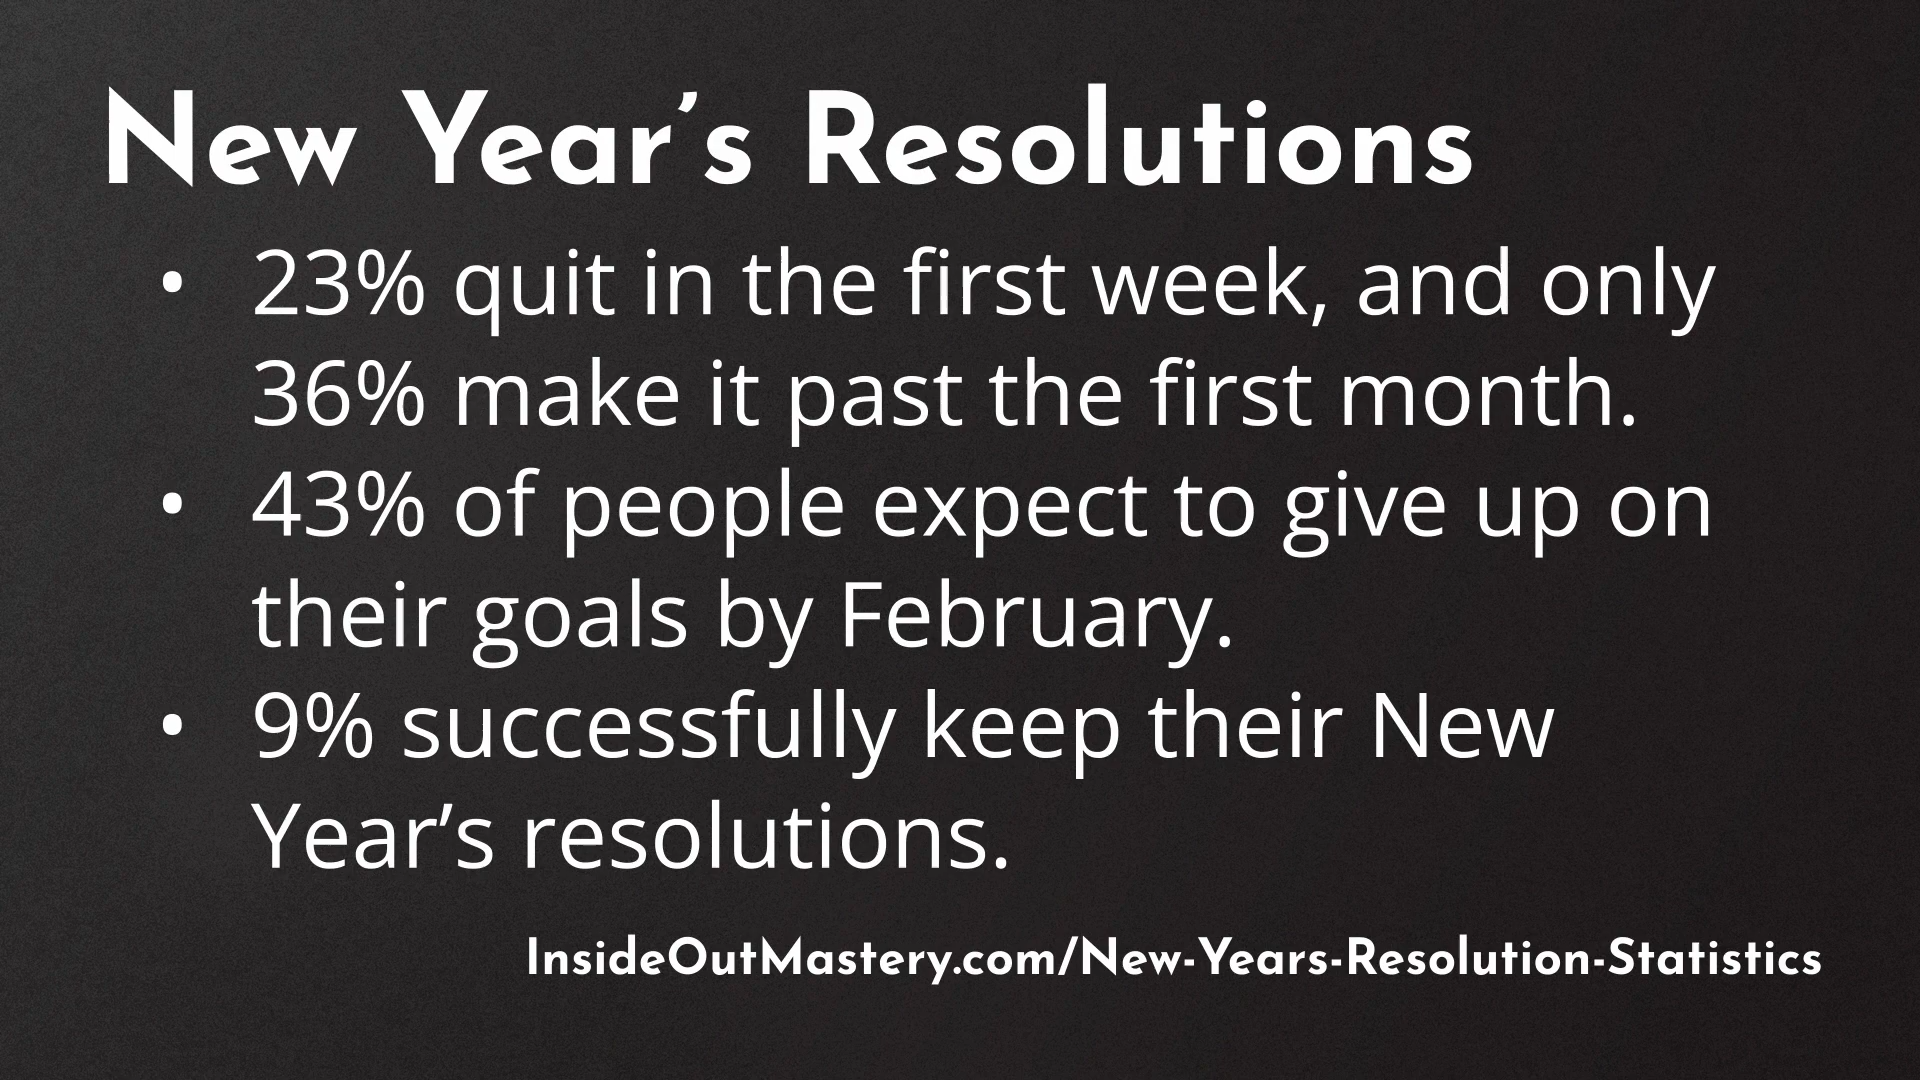 New Year’s Resolutions
• 23% quit in the first week, and only
36% make it past the first month.
• 43% of people expect to give up on
their goals by February.
• 9% successfully keep their New
Year’s resolutions.
InsideOutMastery.com/New-Years-Resolution-Statistics